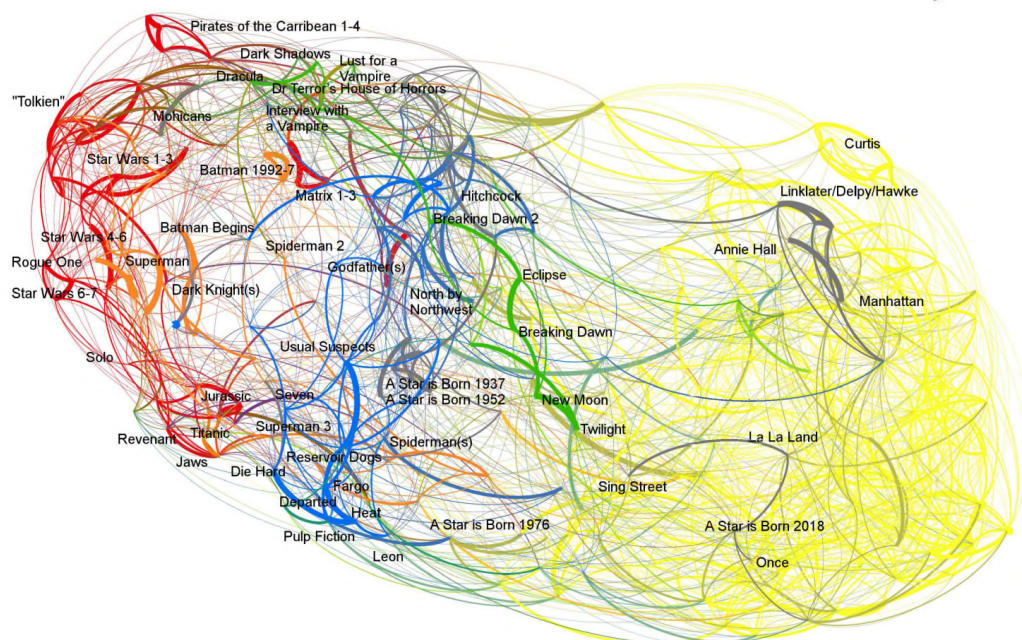 Pirates of the Carribean 1-4
Dark Shadows
Lust for a
Vampire
Dracula
Dr Terror's House of Horrors
"Tolkien"
Mohicans
Interview with
a Vampire
Curtis
Star Wars 1-3
Batman 1992-7
Matrix 1-3
Hitchcock
Linklater/Delpy/Hawke
Breaking Dawn 2
Batman Begins
Star Wars 4-6
Spiderman 2
Annie Hall
Rogue One
Superman
Godfather(s)
Eclipse
Star Wars 6-7
Dark Knight(s)
North by
Northwest
Manhattan
Breaking Dawn
Usual Suspects
Solo
A Star is Born 1937
A Star is Born 1952
Jurassic
Seven
New Moon
Superman 3
Twilight
Revenant
Titanic
Spiderman(s)
La La Land
Jaws
Reservoir Dogs
Die Hard
Fargo
Sing Street
Departed
Heat
A Star is Born 1976
A Star is Born 2018
Pulp Fiction
Leon
Once